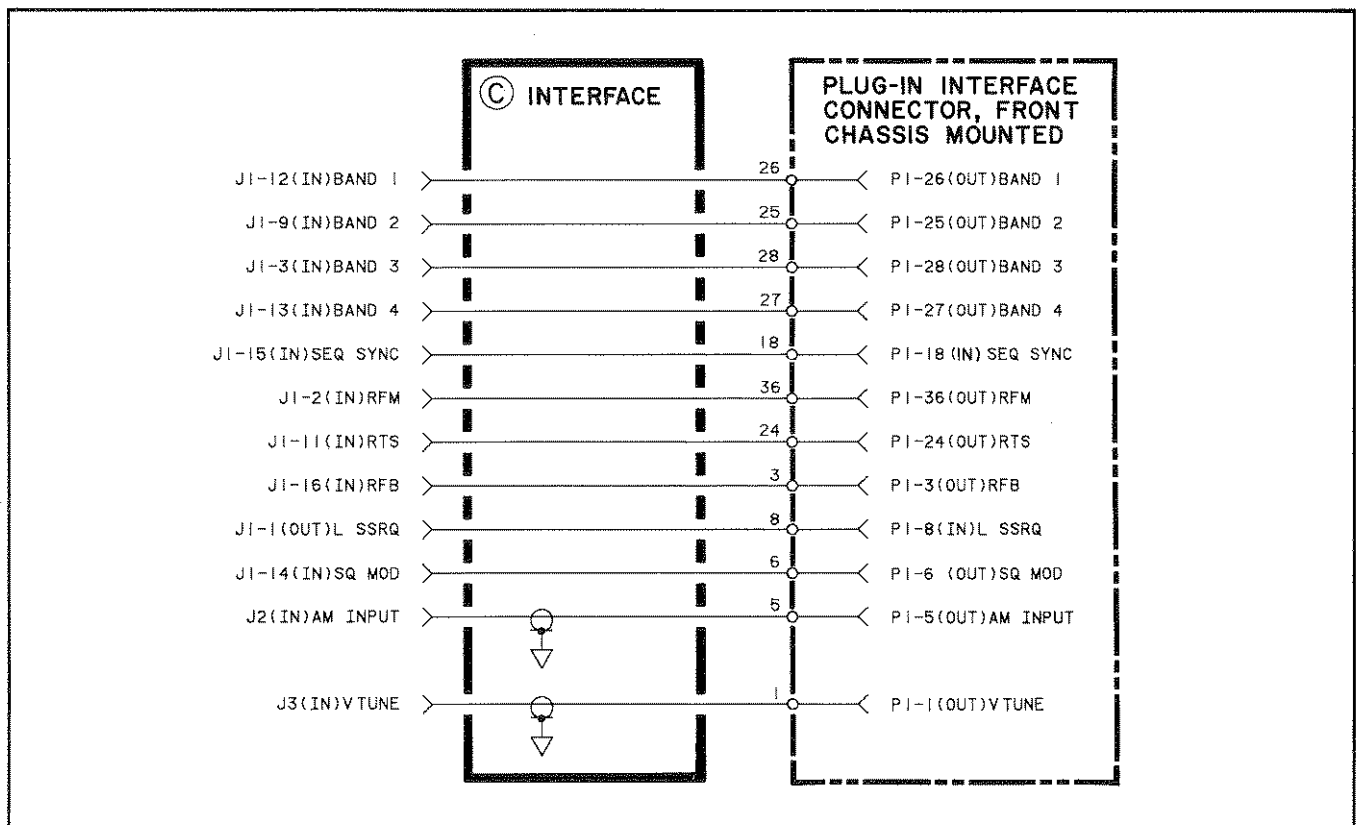 Ⓒ INTERFACE
PLUG-IN INTERFACE
CONNECTOR, FRONT
CHASSIS MOUNTED
J1-12(IN)BAND 1 26 P1-26(OUT)BAND 1
J1-9(IN)BAND 2 25 P1-25(OUT)BAND 2
J1-3(IN)BAND 3 28 P1-28(OUT)BAND 3
J1-13(IN)BAND 4 27 P1-27(OUT)BAND 4
J1-15(IN)SEQ SYNC 18 P1-18(IN)SEQ SYNC
J1-2(IN)RFM 36 P1-36(OUT)RFM
J1-11(IN)RTS 24 P1-24(OUT)RTS
J1-16(IN)RFB 3 P1-3(OUT)RFB
J1-1(OUT)L SSRQ 8 P1-8(IN)L SSRQ
J1-14(IN)SQ MOD 6 P1-6 (OUT)SQ MOD
J2(IN)AM INPUT 5 P1-5(OUT)AM INPUT
J3(IN)VTUNE 1 P1-1(OUT)VTUNE